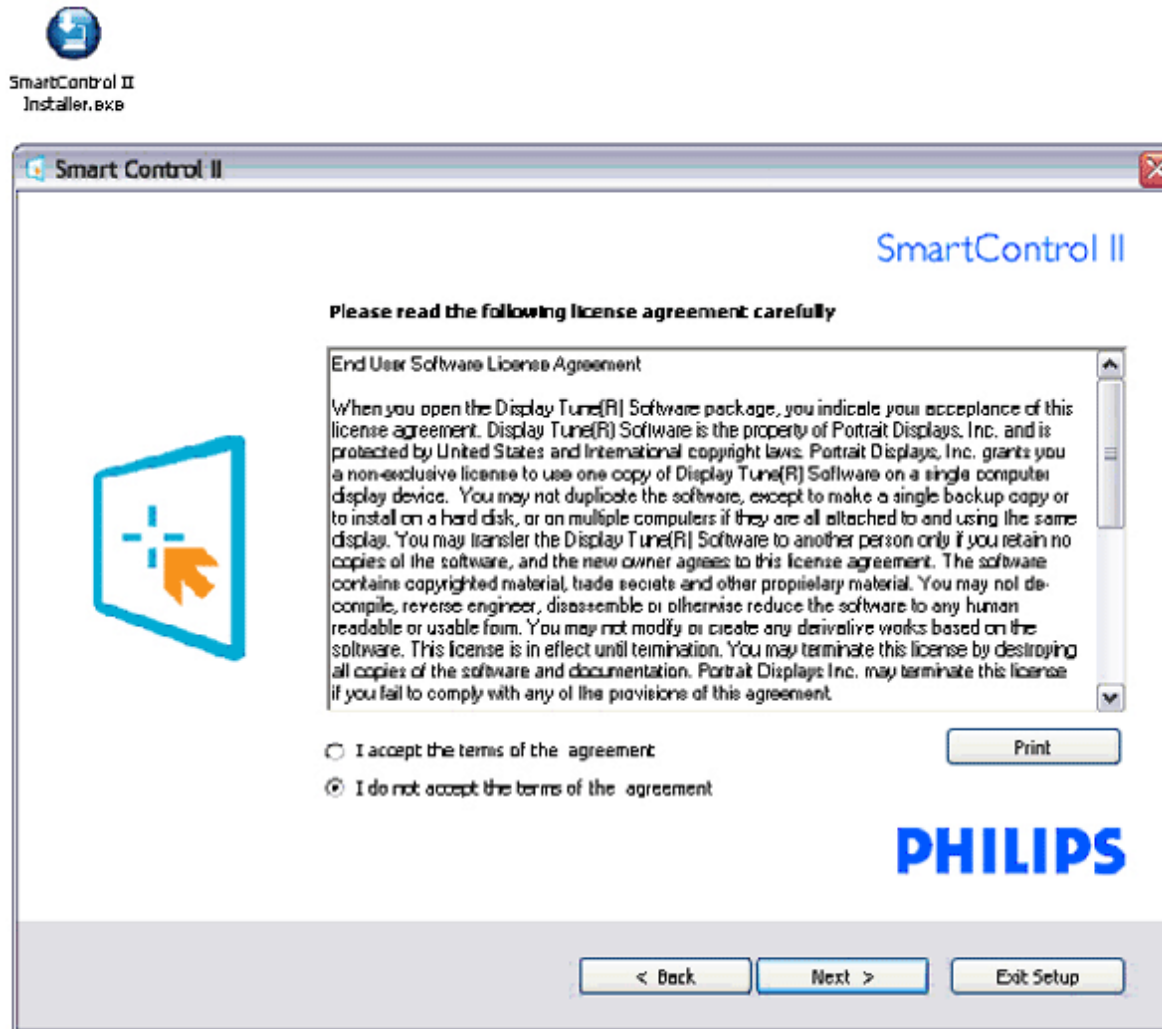 SmartControl II
Installer.exe
Smart Control II
SmartControl II
Please read the following license agreement carefully
End User Software License Agreement
When you open the Display Tune(R) Software package, you indicate your acceptance of this
license agreement. Display Tune(R) Software is the property of Portrait Displays, Inc. and is
protected by United States and International copyright laws. Portrait Displays, Inc. grants you
a non-exclusive license to use one copy of Display Tune(R) Software on a single computer
display device. You may not duplicate the software, except to make a single backup copy or
to install on a hard disk, or on multiple computers if they are all attached to and using the same
display. You may transfer the Display Tune(R) Software to another person only if you retain no
copies of the software, and the new owner agrees to this license agreement. The software
contains copyrighted material, trade secrets and other proprietary material. You may not de-
compile, reverse engineer, disassemble or otherwise reduce the software to any human
readable or usable form. You may not modify or create any derivative works based on the
software. This license is in effect until termination. You may terminate this license by destroying
all copies of the software and documentation. Portrait Displays Inc. may terminate this license
if you fail to comply with any of the provisions of this agreement.
I accept the terms of the agreement
Print
I do not accept the terms of the agreement
PHILIPS
< Back
Next >
Exit Setup